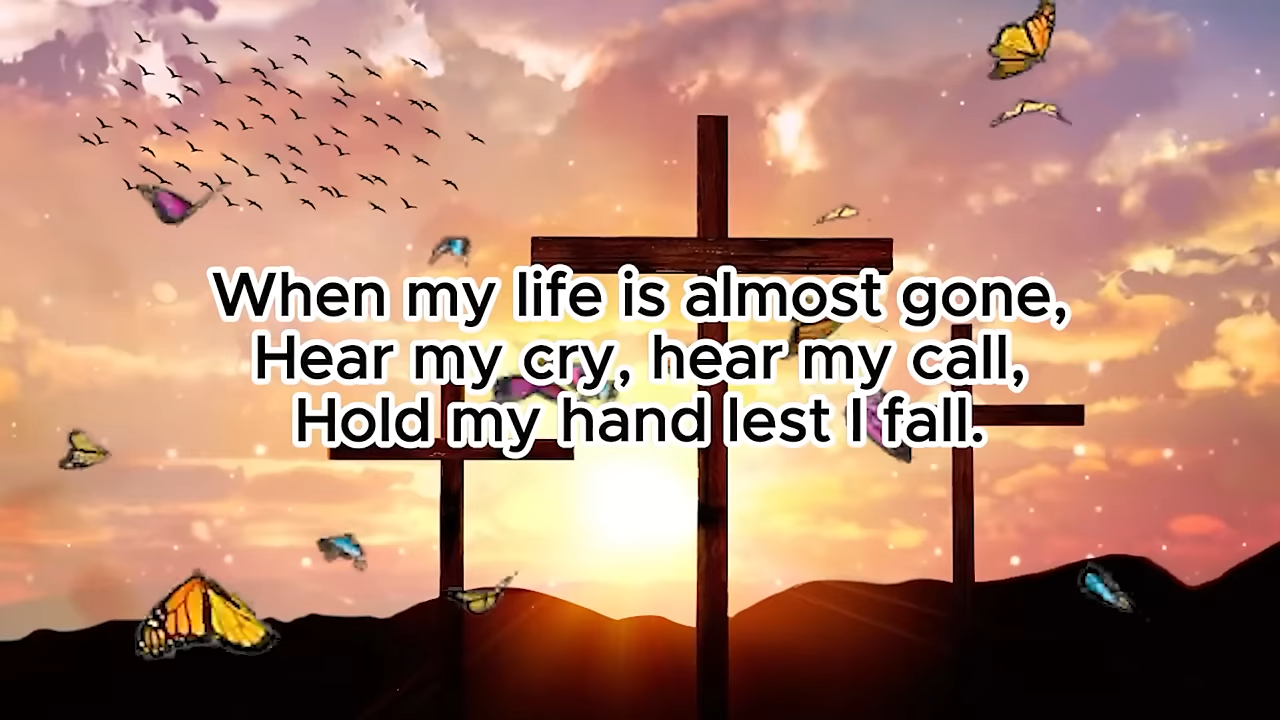 When my life is almost gone,
Hear my cry, hear my call,
Hold my hand lest I fall.